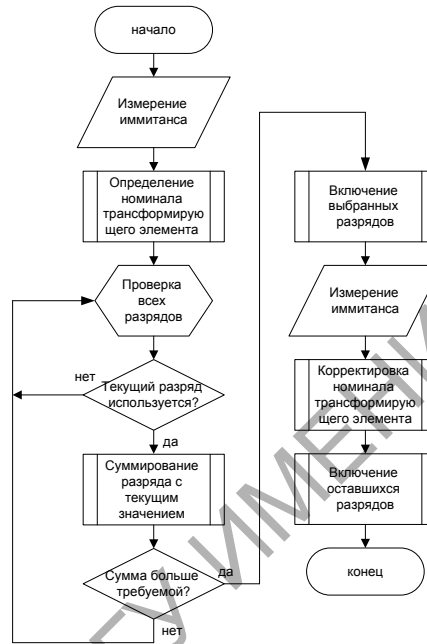 начало
Измерение
иммитанса
Определение
номинала
трансформирую
щего элемента
Проверка
всех
разрядов
нет
Текущий разряд
используется?
да
Суммирование
разряда с
текущим
значением
Сумма больше
требуемой?
да
нет
Включение
выбранных
разрядов
Измерение
иммитанса
Корректировка
номинала
трансформирую
щего элемента
Включение
оставшихся
разрядов
конец
ГУ ИМЕНИ